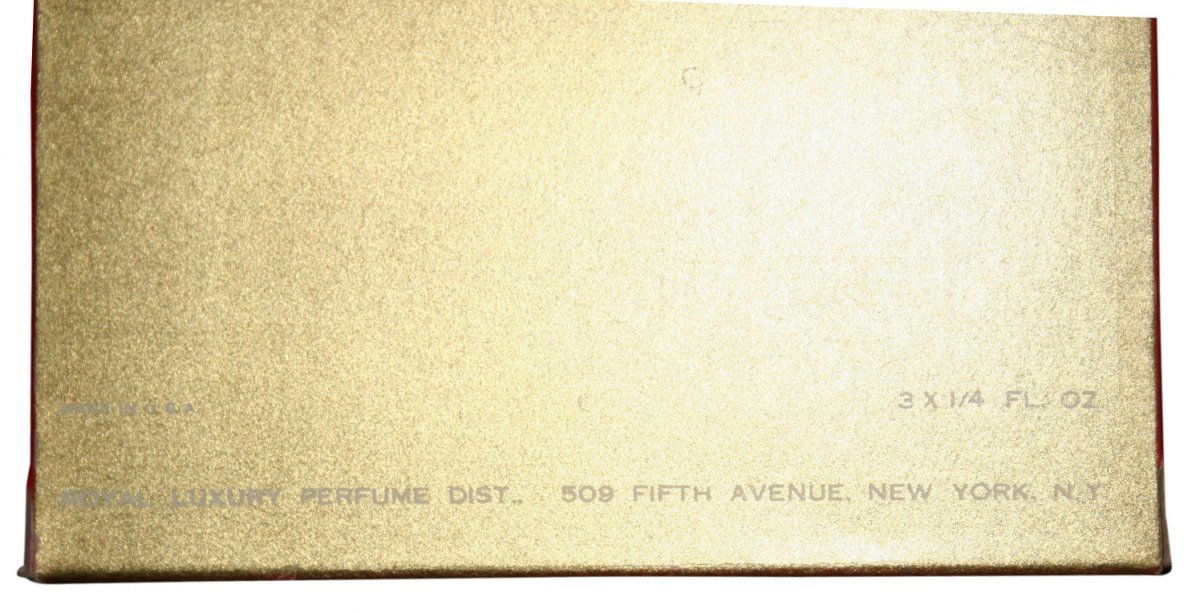 MADE IN U.S.A.
3 X 1/4 FL. OZ
ROYAL LUXURY PERFUME DIST., 509 FIFTH AVENUE, NEW YORK, N.Y.